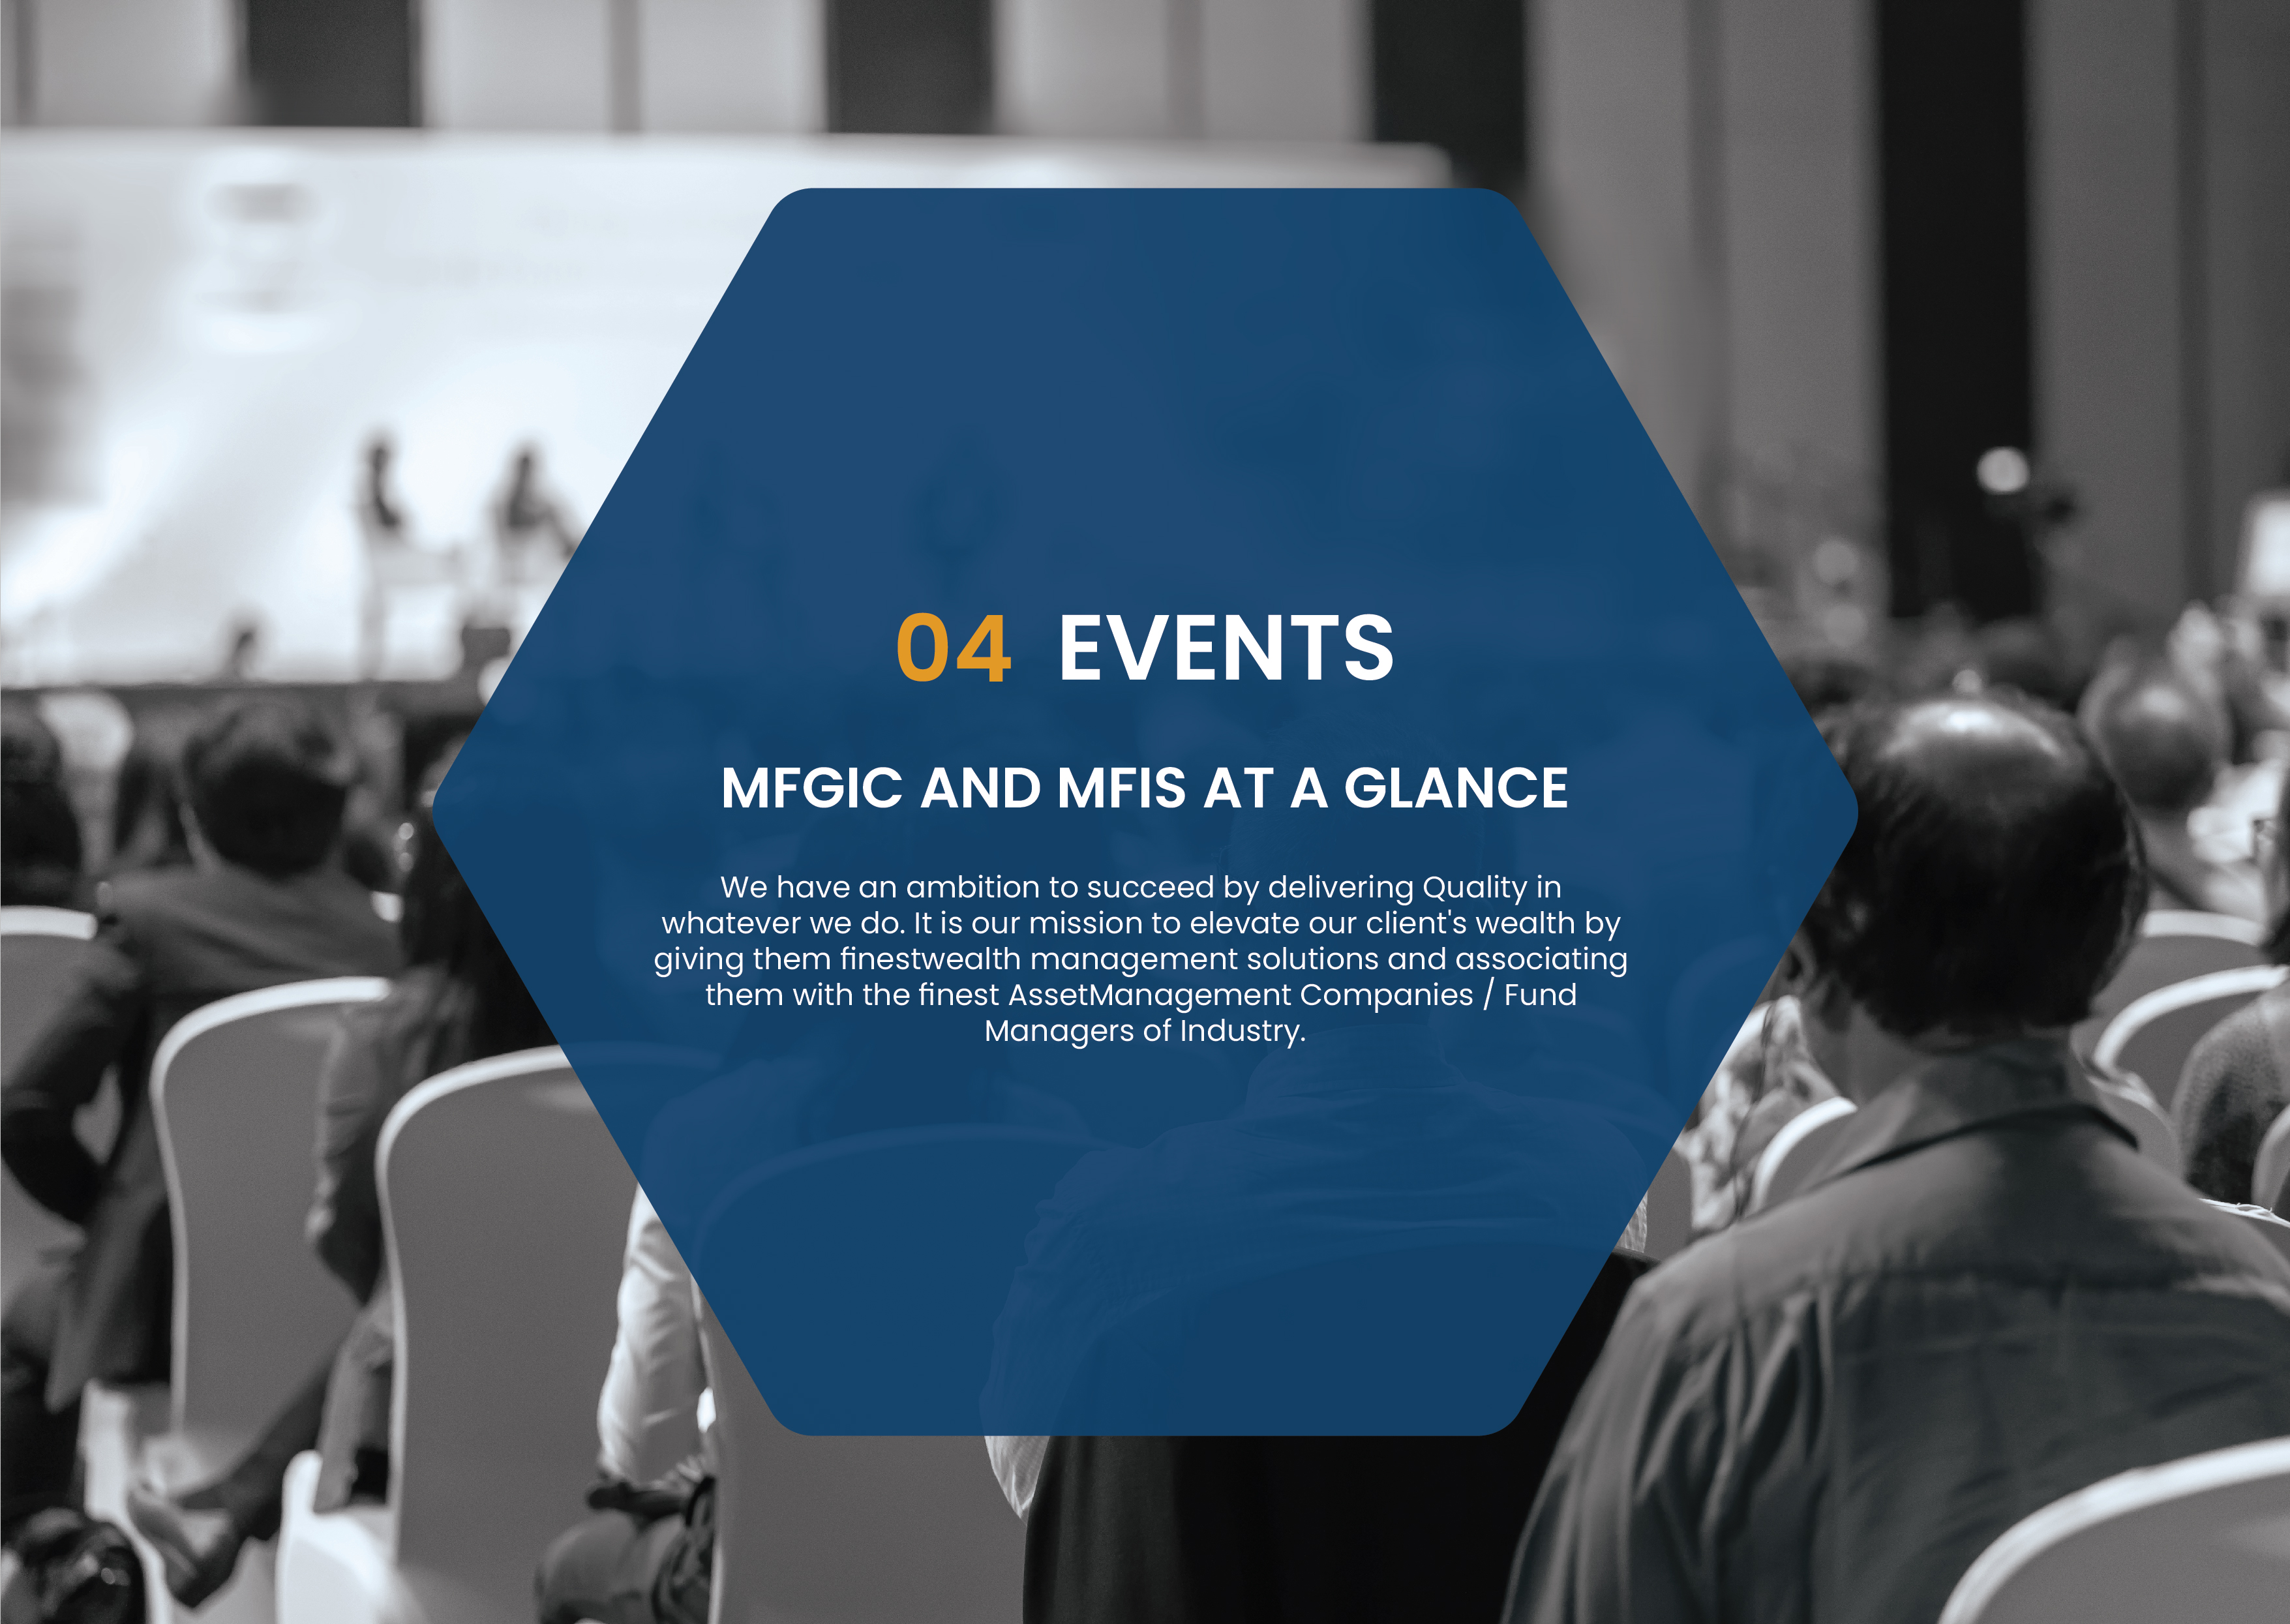 04 EVENTS
MFGIC AND MFIS AT A GLANCE
We have an ambition to succeed by delivering Quality in
whatever we do. It is our mission to elevate our client's wealth by
giving them finestwealth management solutions and associating
them with the finest AssetManagement Companies / Fund
Managers of Industry.